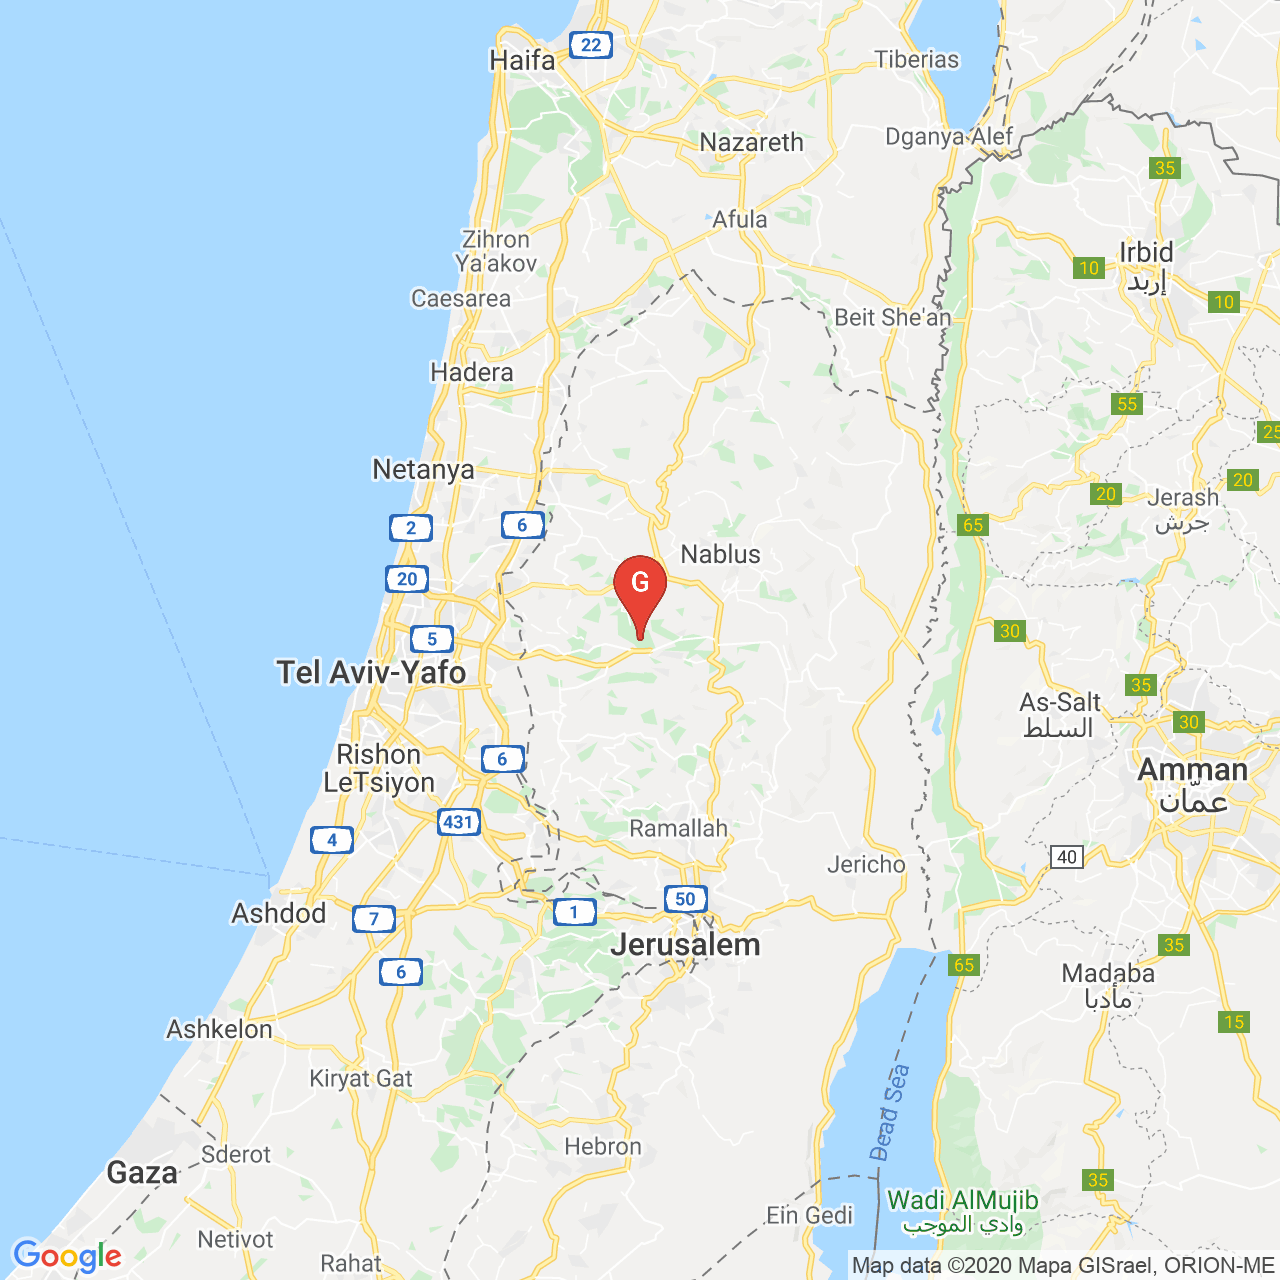 22
Haifa
Tiberias
Nazareth
Dganya Alef
35
Afula
Zihron
Ya'akov
Irbid
إربد
10
10
Caesarea
Beit She'an
Hadera
55
25
Netanya
20
20
Jerash
جرش
2
6
65
Nablus
20
G
5
30
Tel Aviv-Yafo
35
As-Salt
السلط
30
Rishon
LeTsiyon
6
Amman
عمّان
431
4
Ramallah
40
Jericho
50
Ashdod
7
1
Jerusalem
35
6
65
Madaba
مأدبا
Ashkelon
15
Kiryat Gat
Dead Sea
Hebron
Sderot
Gaza
35
Wadi AlMujib
وادي الموجب
Ein Gedi
Netivot
Rahat
Google
Map data ©2020 Mapa GISrael, ORION-ME